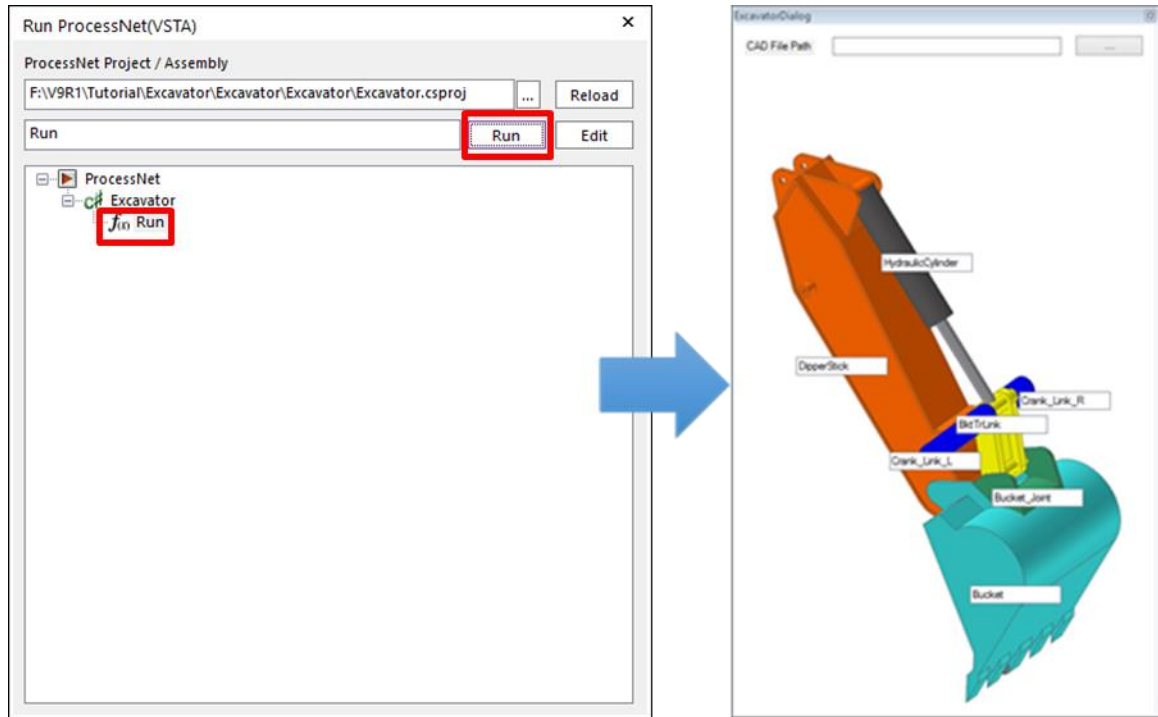 Run ProcessNet(VSTA)
ProcessNet Project / Assembly
F:\V9R1\Tutorial\Excavator\Excavator\Excavator\Excavator.csproj ... Reload
Run Run Edit
ProcessNet
C# Excavator
f(x) Run
ExcavatorDialog
CAD File Path ...
HydraulicCylinder
DipperStick
Crank_Link_R
BktTrLink
Crank_Link_L
Bucket_Joint
Bucket